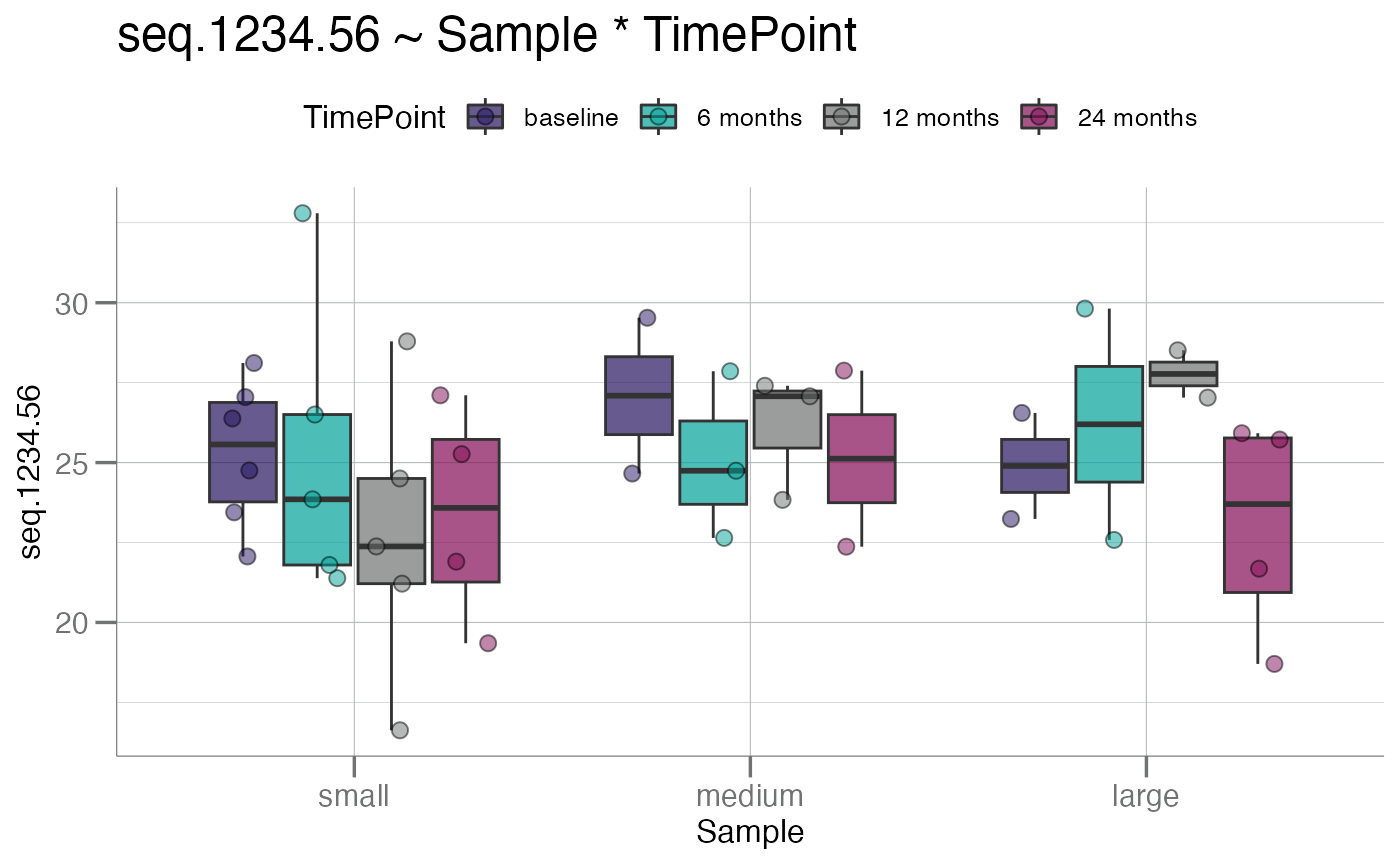 seq.1234.56 ~ Sample * TimePoint
TimePoint baseline 6 months 12 months 24 months
30
25
20
seq.1234.56
small medium large
Sample